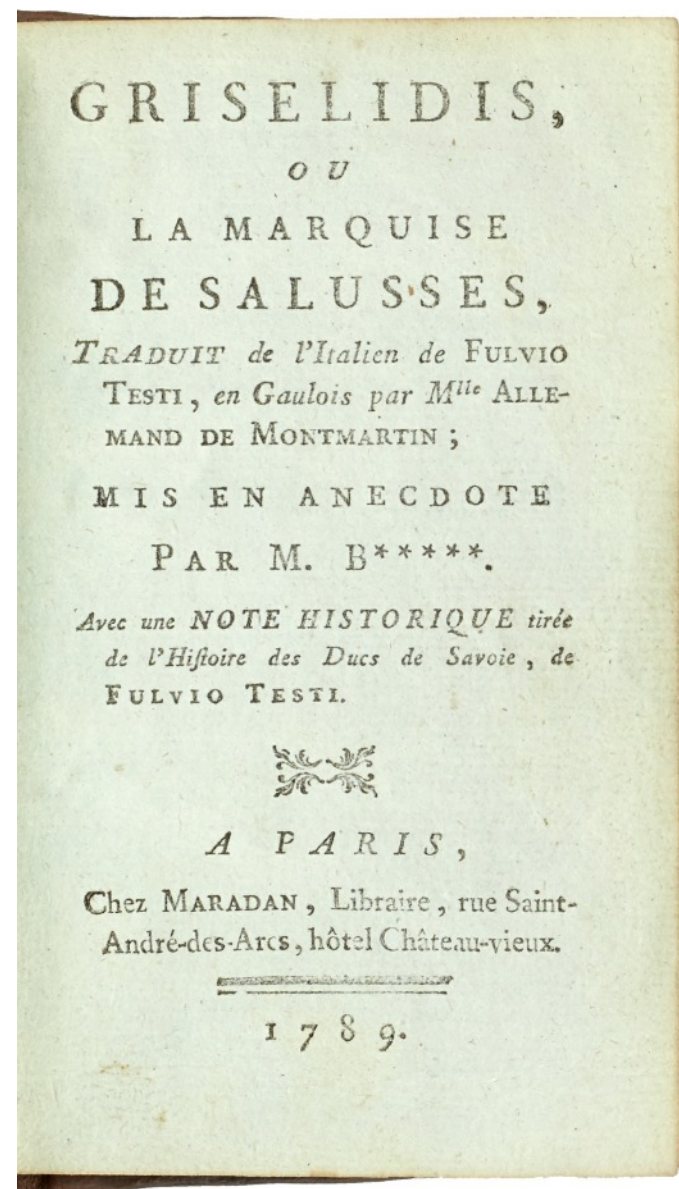 GRISELIDIS,
OU
LA MARQUISE
DE SALUSSES,
TRADUIT de l'Italien de FULVIO
TESTI, en Gaulois par Mlle ALLE-
MAND DE MONTMARTIN ;
MIS EN ANECDOTE
PAR M. B*****.
Avec une NOTE HISTORIQUE tirée
de l'Hiſtoire des Ducs de Savoie, de
FULVIO TESTI.
A PARIS,
Chez MARADAN, Libraire, rue Saint-
André-des-Arcs, hôtel Château-vieux.
1789.